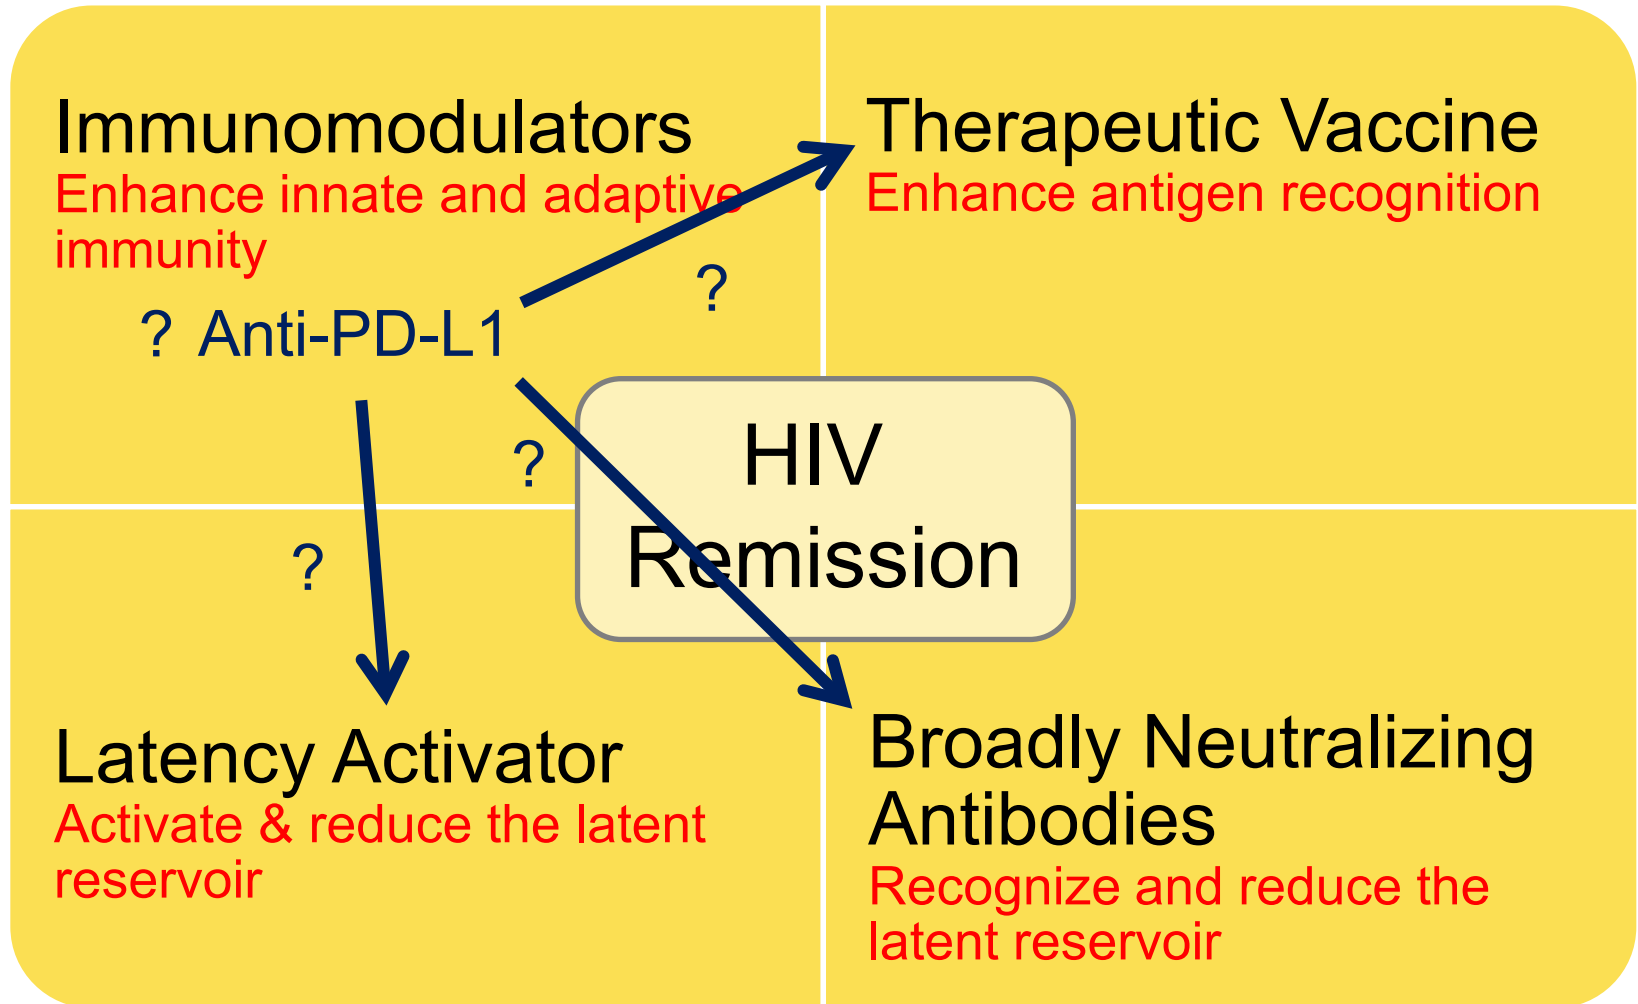 Immunomodulators
Enhance innate and adaptive
immunity
? Anti-PD-L1
?
?
?
Therapeutic Vaccine
Enhance antigen recognition
HIV
Remission
Latency Activator
Activate & reduce the latent
reservoir
Broadly Neutralizing
Antibodies
Recognize and reduce the
latent reservoir